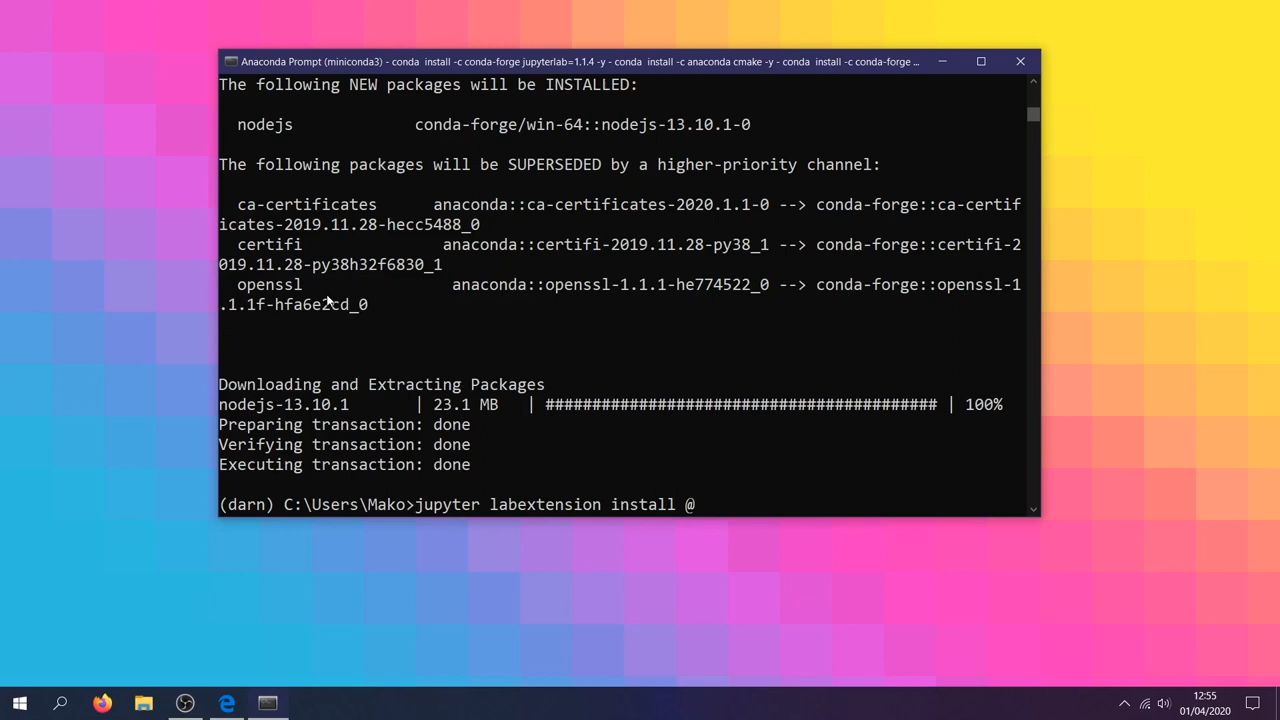 Anaconda Prompt (miniconda3) - conda  install -c conda-forge jupyterlab=1.1.4 -y - conda  install -c anaconda cmake -y - conda  install -c conda-forge ...
The following NEW packages will be INSTALLED:
nodejs             conda-forge/win-64::nodejs-13.10.1-0
The following packages will be SUPERSEDED by a higher-priority channel:
ca-certificates      anaconda::ca-certificates-2020.1.1-0 --> conda-forge::ca-certif
icates-2019.11.28-hecc5488_0
certifi               anaconda::certifi-2019.11.28-py38_1 --> conda-forge::certifi-2
019.11.28-py38h32f6830_1
openssl                anaconda::openssl-1.1.1-he774522_0 --> conda-forge::openssl-1
.1.1f-hfa6e2cd_0
Downloading and Extracting Packages
nodejs-13.10.1       | 23.1 MB   | ########################################## | 100%
Preparing transaction: done
Verifying transaction: done
Executing transaction: done
(darn) C:\Users\Mako>jupyter labextension install @
12:55
01/04/2020